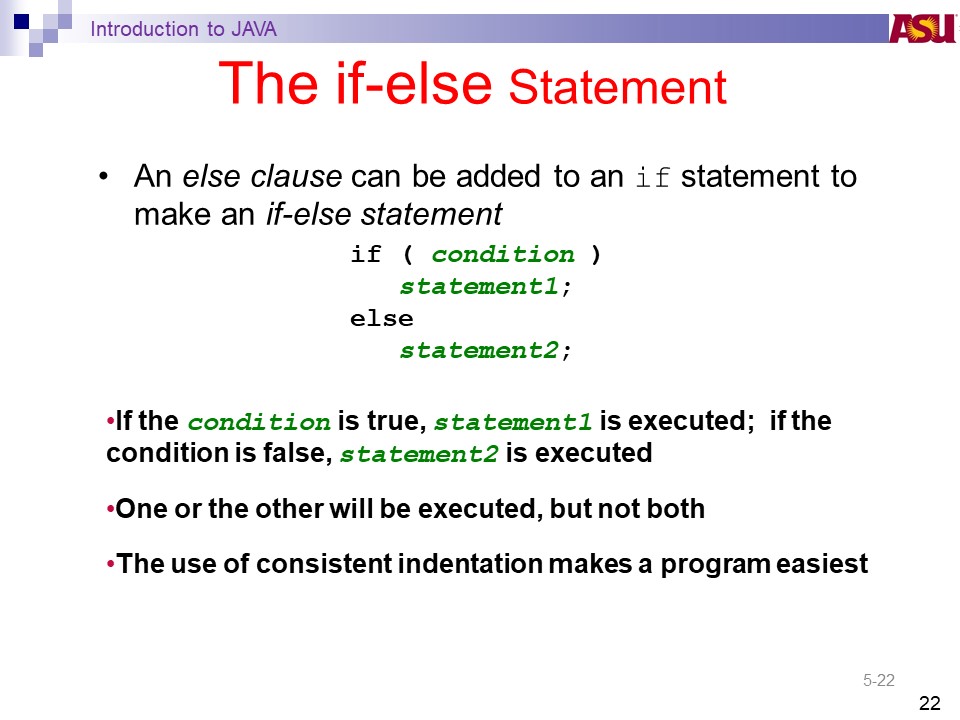 Introduction to JAVA
ASU
The if-else Statement
• An else clause can be added to an if statement to
make an if-else statement
if ( condition )
statement1;
else
statement2;
•If the condition is true, statement1 is executed; if the
condition is false, statement2 is executed
•One or the other will be executed, but not both
•The use of consistent indentation makes a program easiest
5-22
22